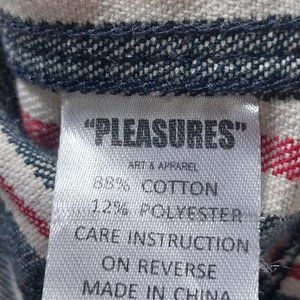 "PLEASURES"
ART & APPAREL
88% COTTON
12% POLYESTER
CARE INSTRUCTION
ON REVERSE
MADE IN CHINA